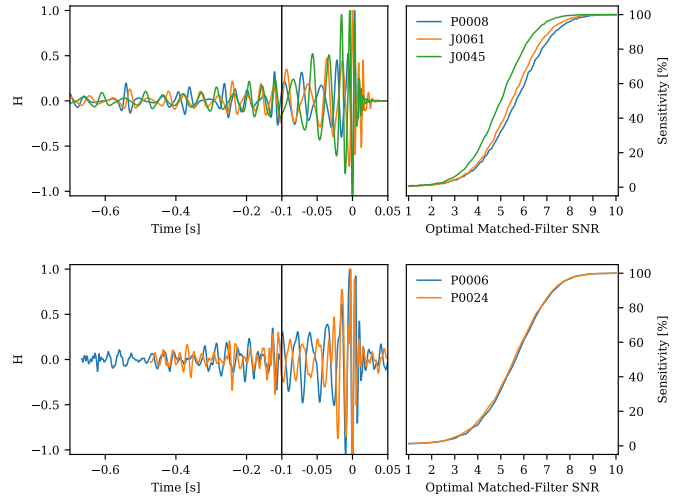 1.0
0.5
0.0
−0.5
−1.0
H
−0.6
−0.4
−0.2
-0.1
-0.05
0
0.05
Time [s]
P0008
J0061
J0045
100
80
60
40
20
0
Sensitivity [%]
1 2 3 4 5 6 7 8 9 10
Optimal Matched-Filter SNR
1.0
0.5
0.0
−0.5
−1.0
H
−0.6
−0.4
−0.2
-0.1
-0.05
0
0.05
Time [s]
P0006
P0024
100
80
60
40
20
0
Sensitivity [%]
1 2 3 4 5 6 7 8 9 10
Optimal Matched-Filter SNR